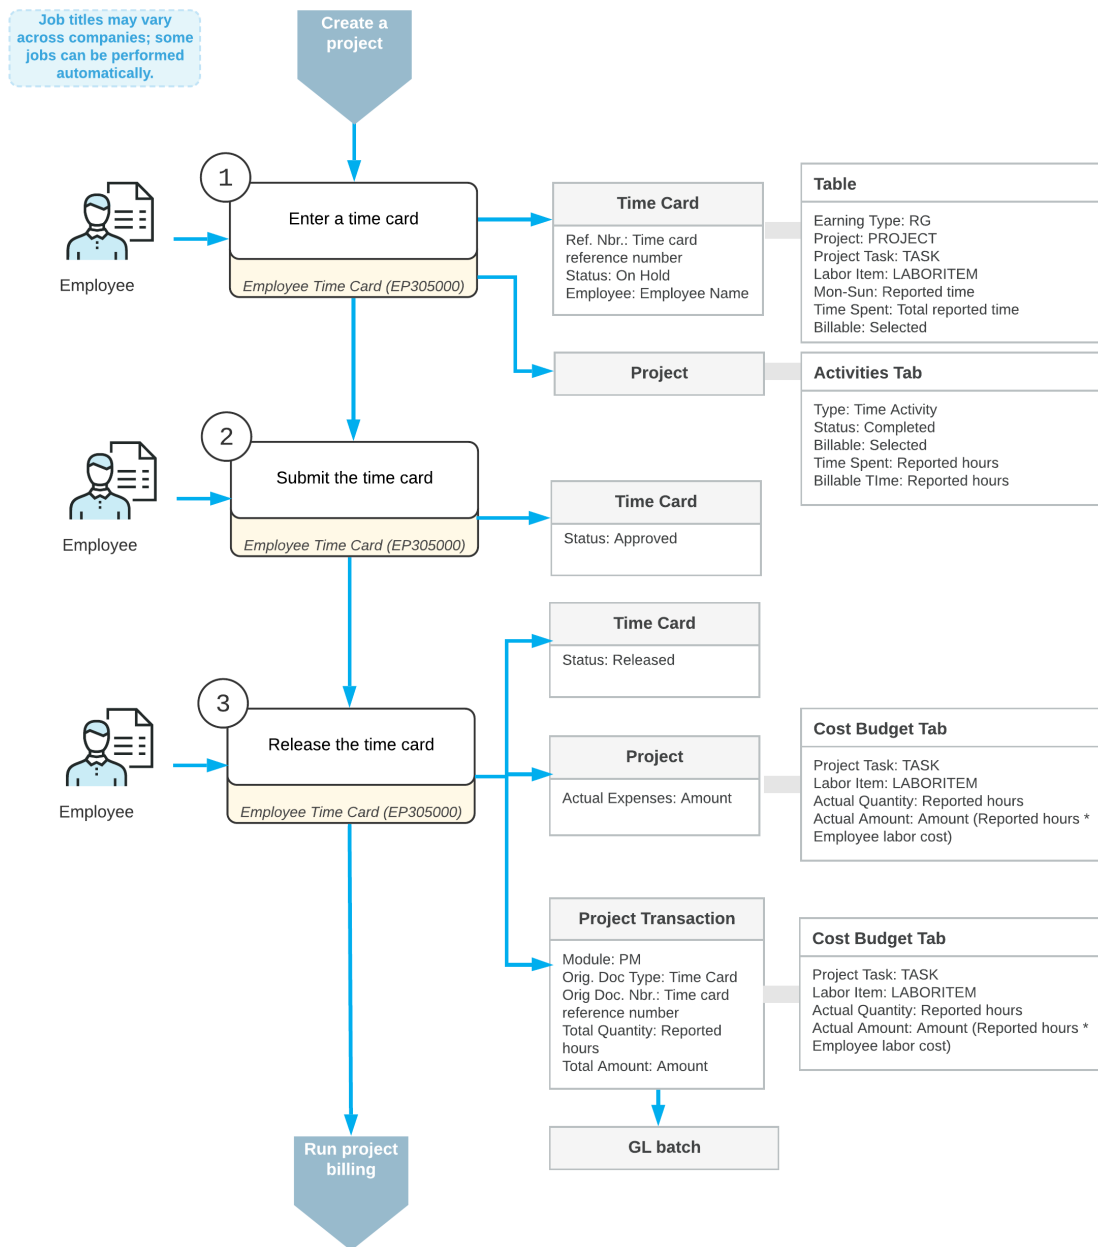 Job titles may vary
across companies; some
jobs can be performed
automatically.
Create a
project
1
Enter a time card
Employee Time Card (EP305000)
Employee
Time Card
Ref. Nbr.: Time card
reference number
Status: On Hold
Employee: Employee Name
Table
Earning Type: RG
Project: PROJECT
Project Task: TASK
Labor Item: LABORITEM
Mon-Sun: Reported time
Time Spent: Total reported time
Billable: Selected
Project
Activities Tab
Type: Time Activity
Status: Completed
Billable: Selected
Time Spent: Reported hours
Billable TIme: Reported hours
2
Submit the time card
Employee Time Card (EP305000)
Employee
Time Card
Status: Approved
3
Release the time card
Employee Time Card (EP305000)
Employee
Time Card
Status: Released
Project
Actual Expenses: Amount
Cost Budget Tab
Project Task: TASK
Labor Item: LABORITEM
Actual Quantity: Reported hours
Actual Amount: Amount (Reported hours *
Employee labor cost)
Project Transaction
Module: PM
Orig. Doc Type: Time Card
Orig Doc. Nbr.: Time card
reference number
Total Quantity: Reported
hours
Total Amount: Amount
Cost Budget Tab
Project Task: TASK
Labor Item: LABORITEM
Actual Quantity: Reported hours
Actual Amount: Amount (Reported hours *
Employee labor cost)
GL batch
Run project
billing